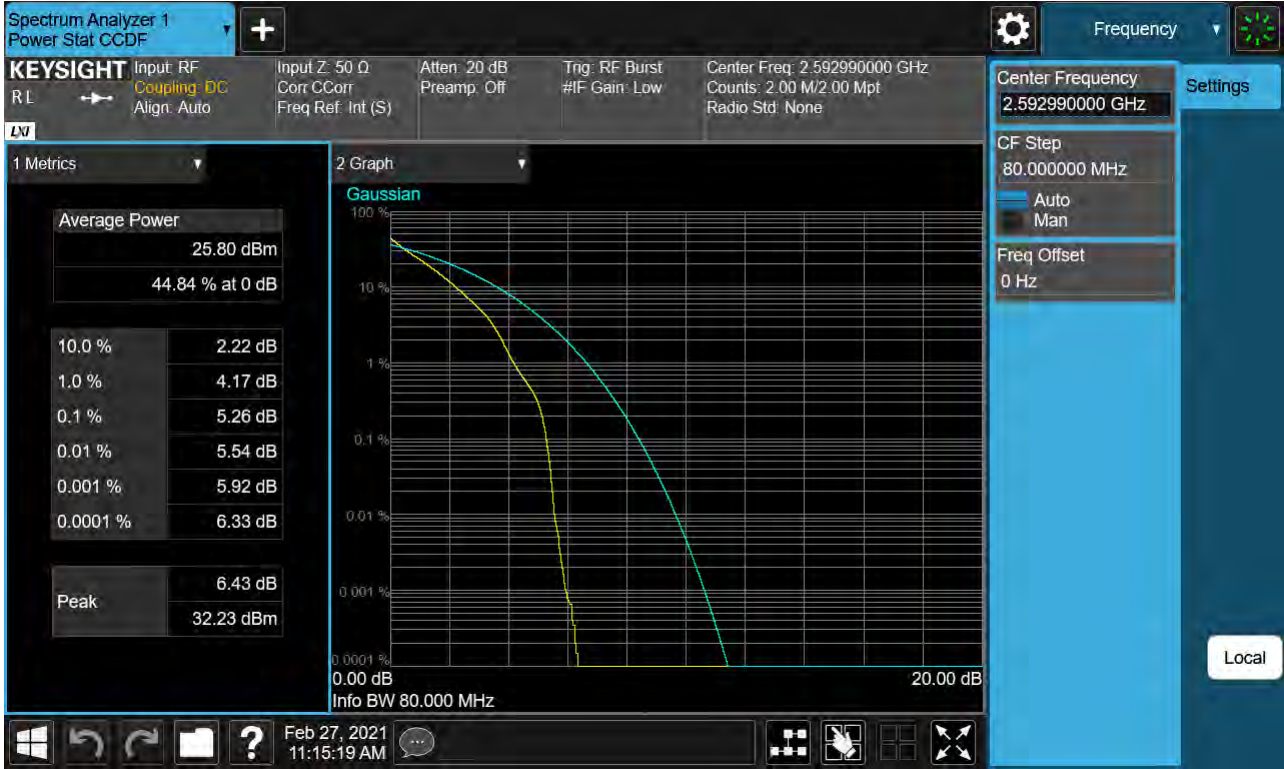 Spectrum Analyzer 1
Power Stat CCDF
Frequency
KEYSIGHT
RL
LXI
Input: RF
Coupling: DC
Align: Auto
Input Z: 50 Ω
Corr CCorr
Freq Ref: Int (S)
Atten: 20 dB
Preamp: Off
Trig: RF Burst
#IF Gain: Low
Center Freq: 2.592990000 GHz
Counts: 2.00 M/2.00 Mpt
Radio Std: None
Center Frequency
2.592990000 GHz
Settings
CF Step
80.000000 MHz
Auto
Man
Freq Offset
0 Hz
1 Metrics
Average Power
25.80 dBm
44.84 % at 0 dB
10.0 % 2.22 dB
1.0 % 4.17 dB
0.1 % 5.26 dB
0.01 % 5.54 dB
0.001 % 5.92 dB
0.0001 % 6.33 dB
Peak
6.43 dB
32.23 dBm
2 Graph
Gaussian
100 %
10 %
1 %
0.1 %
0.01 %
0.001 %
0.0001 %
0.00 dB 20.00 dB
Info BW 80.000 MHz
Local
Feb 27, 2021
11:15:19 AM